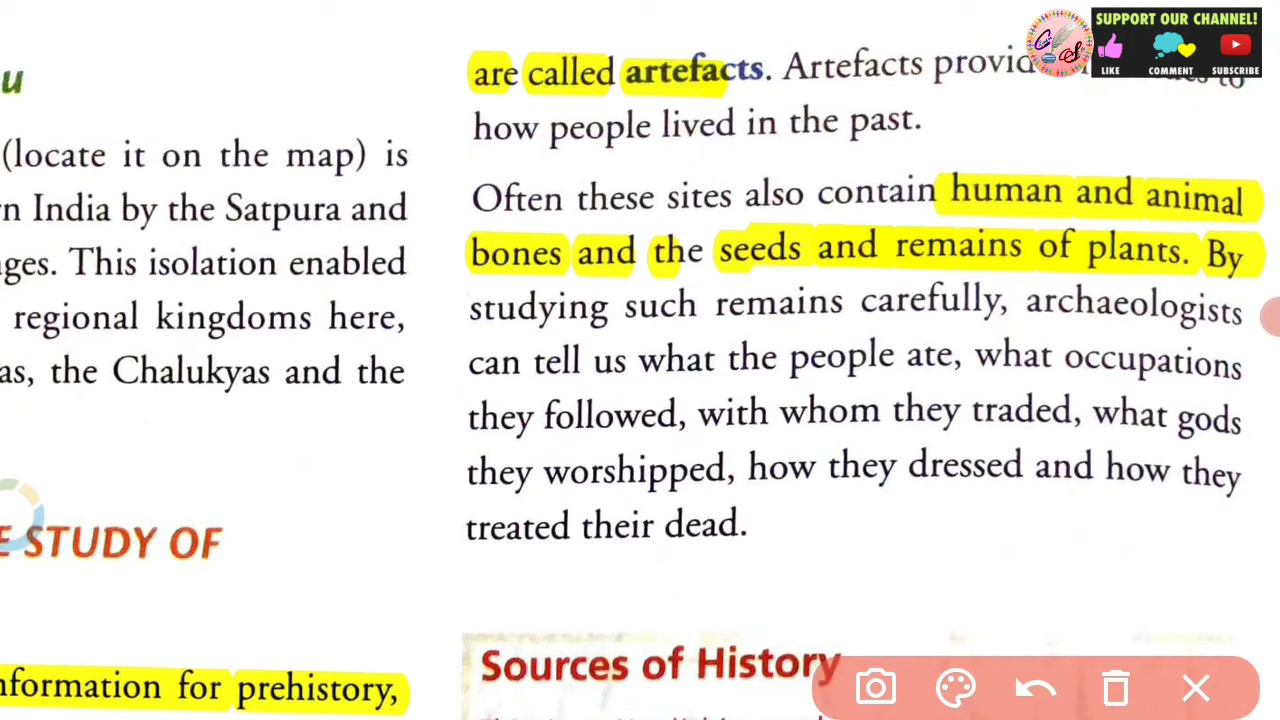 u
(locate it on the map) is
n India by the Satpura and
ges. This isolation enabled
regional kingdoms here,
as, the Chalukyas and the
E STUDY OF
nformation for prehistory,
are called artefacts. Artefacts provid
to
how people lived in the past.
Often these sites also contain human and animal
bones and the seeds and remains of plants. By
studying such remains carefully, archaeologists
can tell us what the people ate, what occupations
they followed, with whom they traded, what gods
they worshipped, how they dressed and how they
treated their dead.
Sources of History
SUPPORT OUR CHANNEL!
LIKE COMMENT SUBSCRIBE